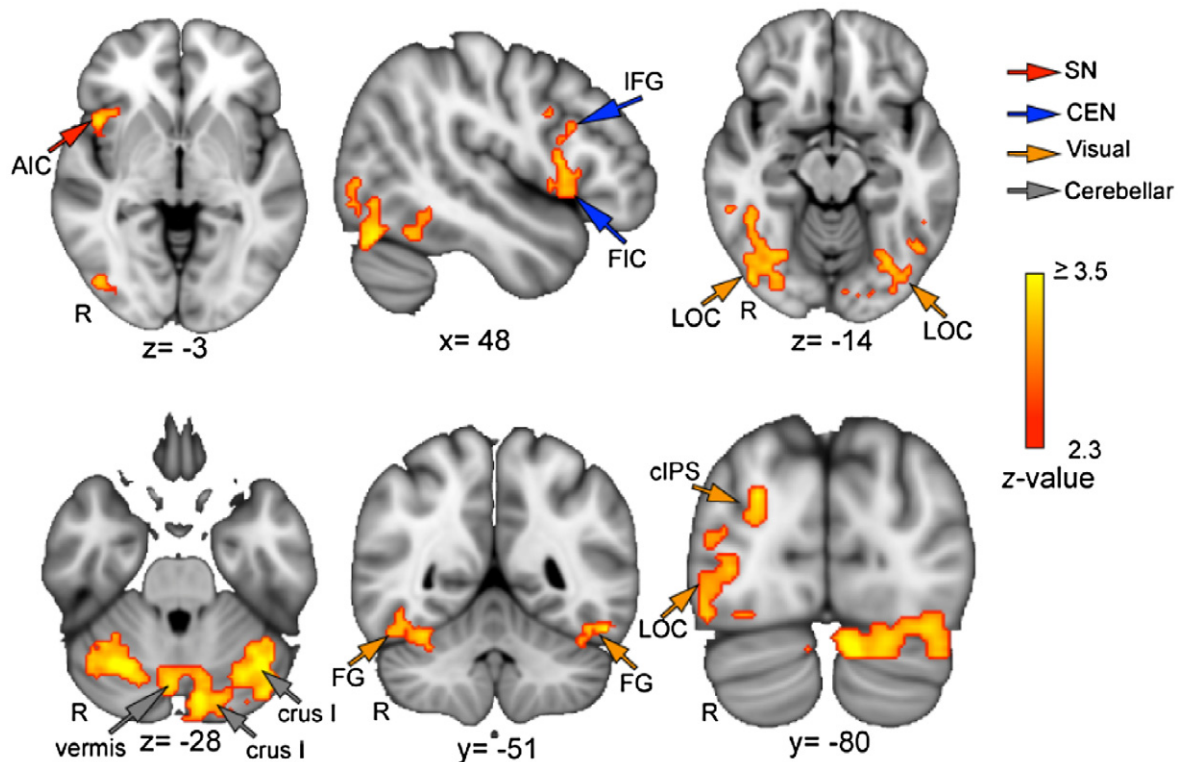 AIC
R
z= -3
IFG
FIC
x= 48
LOC
R
LOC
z= -14
SN
CEN
Visual
Cerebellar
≥ 3.5
2.3
z-value
R
vermis
z= -28
crus I
crus I
FG
R
FG
y= -51
cIPS
LOC
R
y= -80